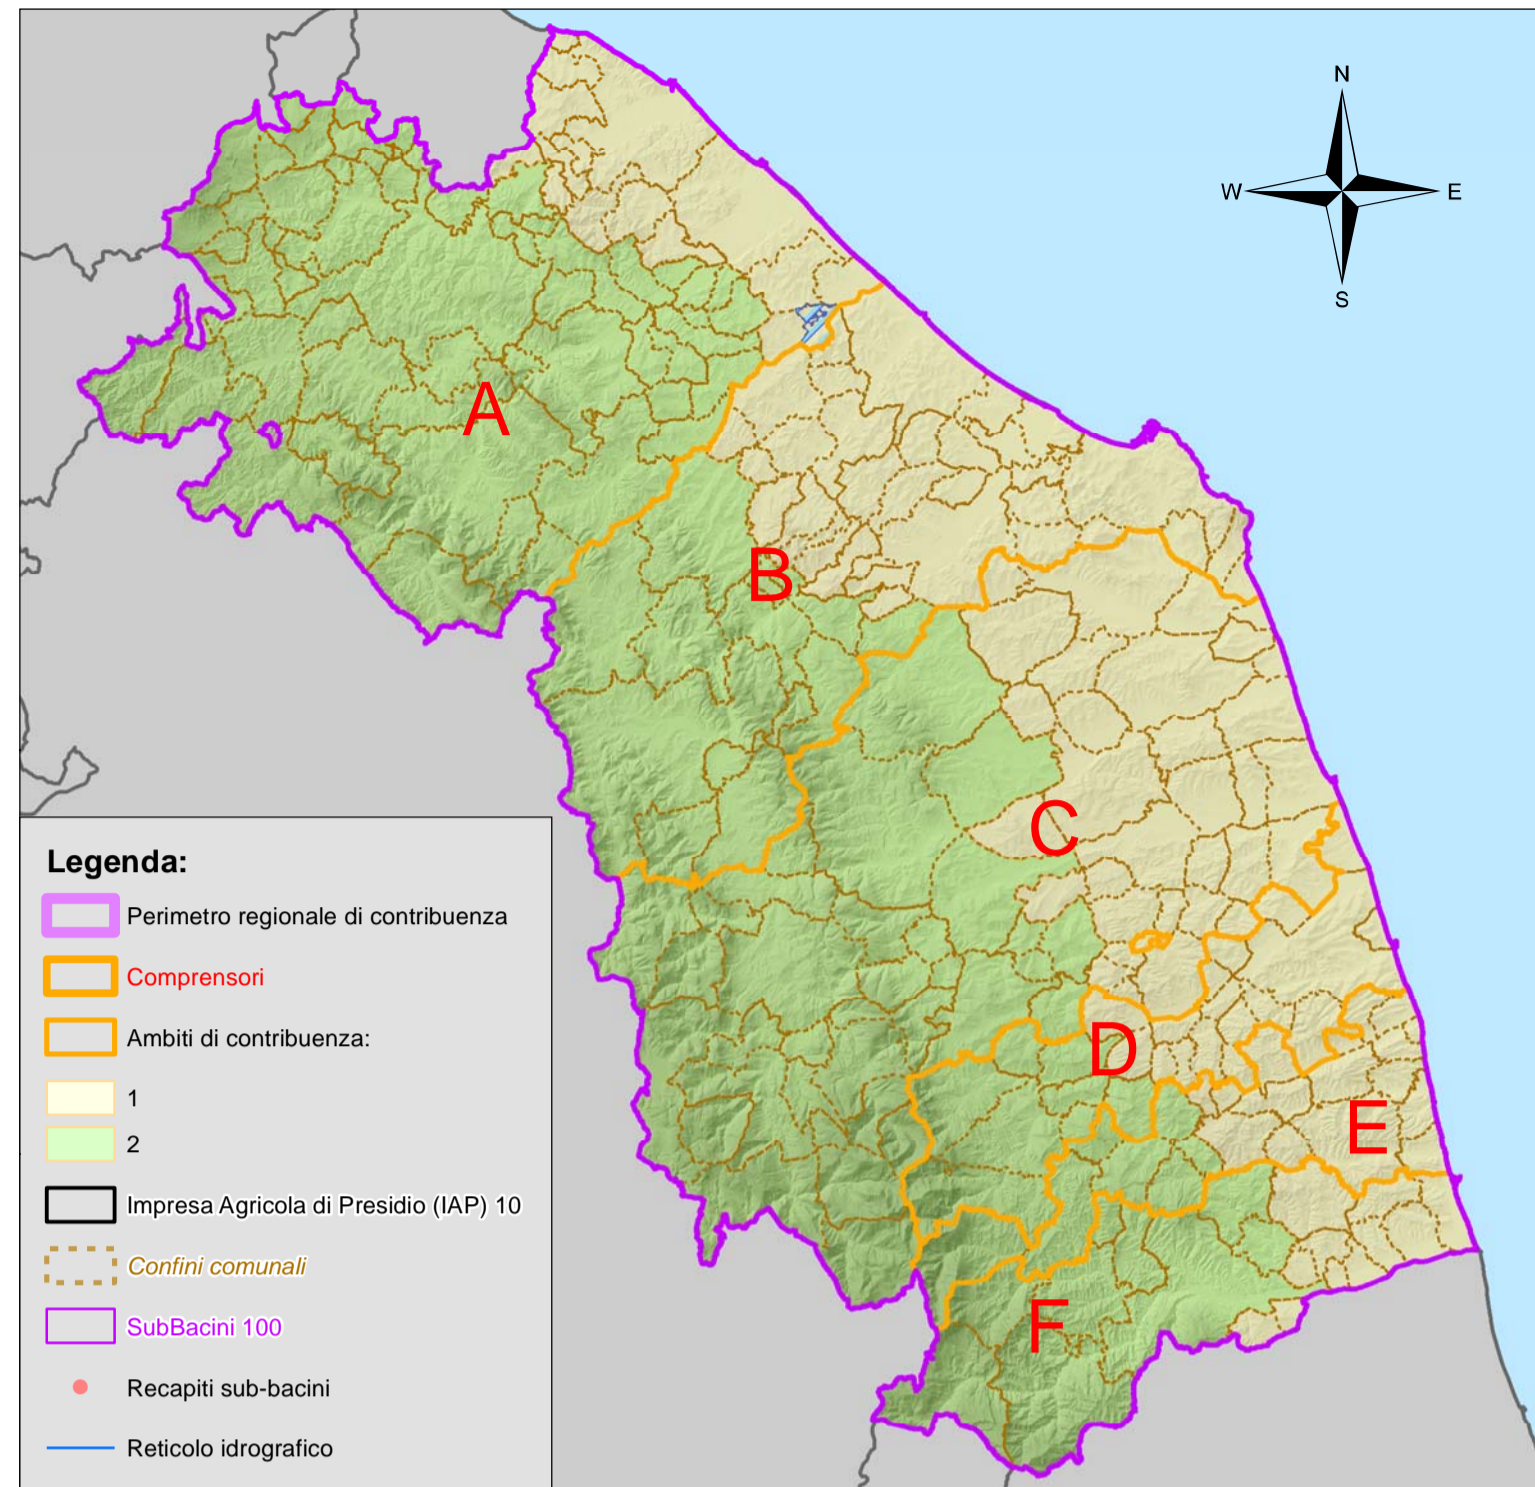 N
W E
S
A
B
C
D
E
F
Legenda:
Perimetro regionale di contribuenza
Comprensori
Ambiti di contribuenza:
1
2
Impresa Agricola di Presidio (IAP) 10
Confini comunali
SubBacini 100
Recapiti sub-bacini
Reticolo idrografico